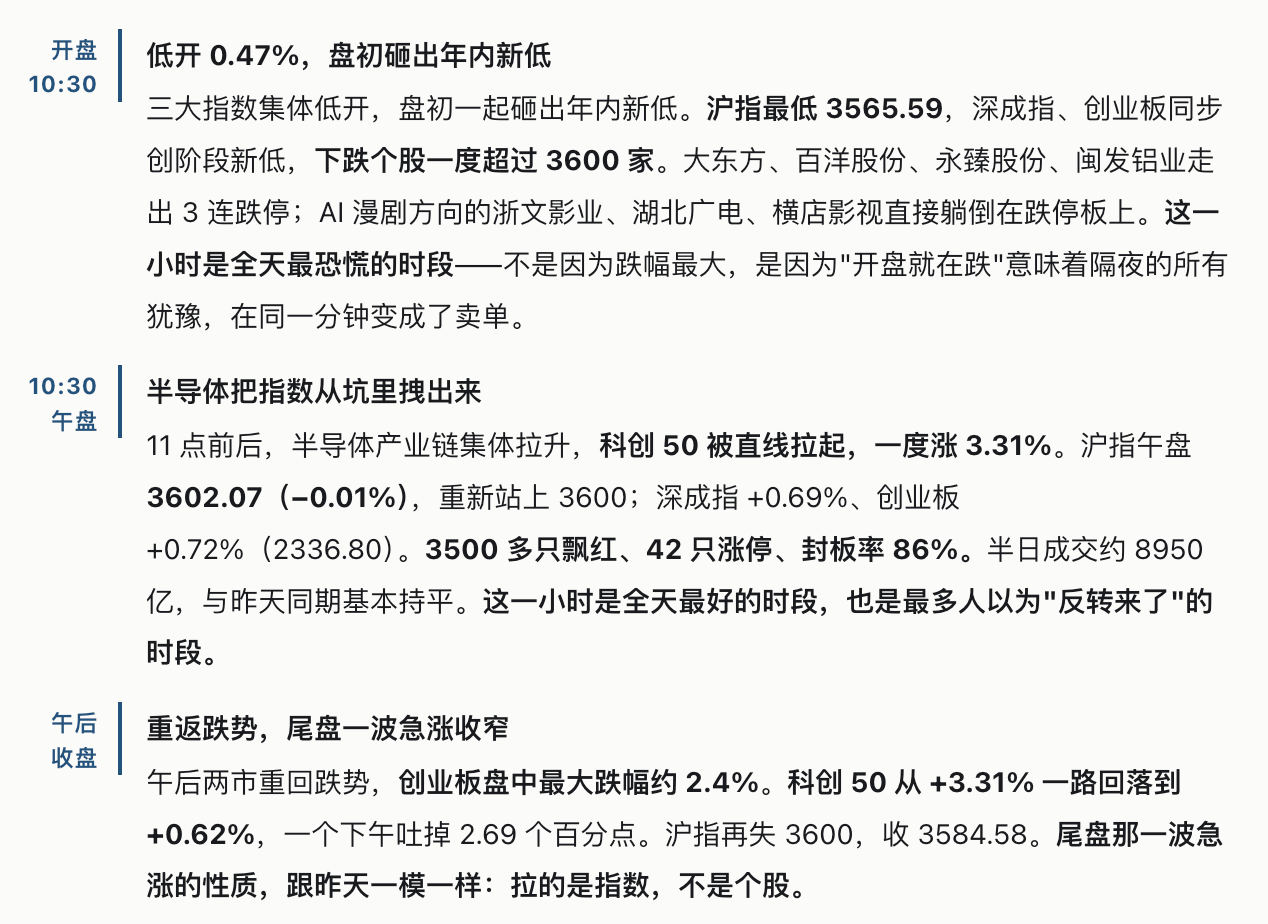 开盘
10:30
低开 0.47%，盘初砸出年内新低
三大指数集体低开，盘初一起砸出年内新低。沪指最低 3565.59，深成指、创业板同步
创阶段新低，下跌个股一度超过 3600 家。大东方、百洋股份、永臻股份、闽发铝业走
出 3 连跌停；AI 漫剧方向的浙文影业、湖北广电、横店影视直接躺倒在跌停板上。这一
小时是全天最恐慌的时段——不是因为跌幅最大，是因为"开盘就在跌"意味着隔夜的所有
犹豫，在同一分钟变成了卖单。
10:30
午盘
半导体把指数从坑里拽出来
11 点前后，半导体产业链集体拉升，科创 50 被直线拉起，一度涨 3.31%。沪指午盘
3602.07（−0.01%），重新站上 3600；深成指 +0.69%、创业板
+0.72%（2336.80）。3500 多只飘红、42 只涨停、封板率 86%。半日成交约 8950
亿，与昨天同期基本持平。这一小时是全天最好的时段，也是最多人以为"反转来了"的
时段。
午后
收盘
重返跌势，尾盘一波急涨收窄
午后两市重回跌势，创业板盘中最大跌幅约 2.4%。科创 50 从 +3.31% 一路回落到
+0.62%，一个下午吐掉 2.69 个百分点。沪指再失 3600，收 3584.58。尾盘那一波急
涨的性质，跟昨天一模一样：拉的是指数，不是个股。